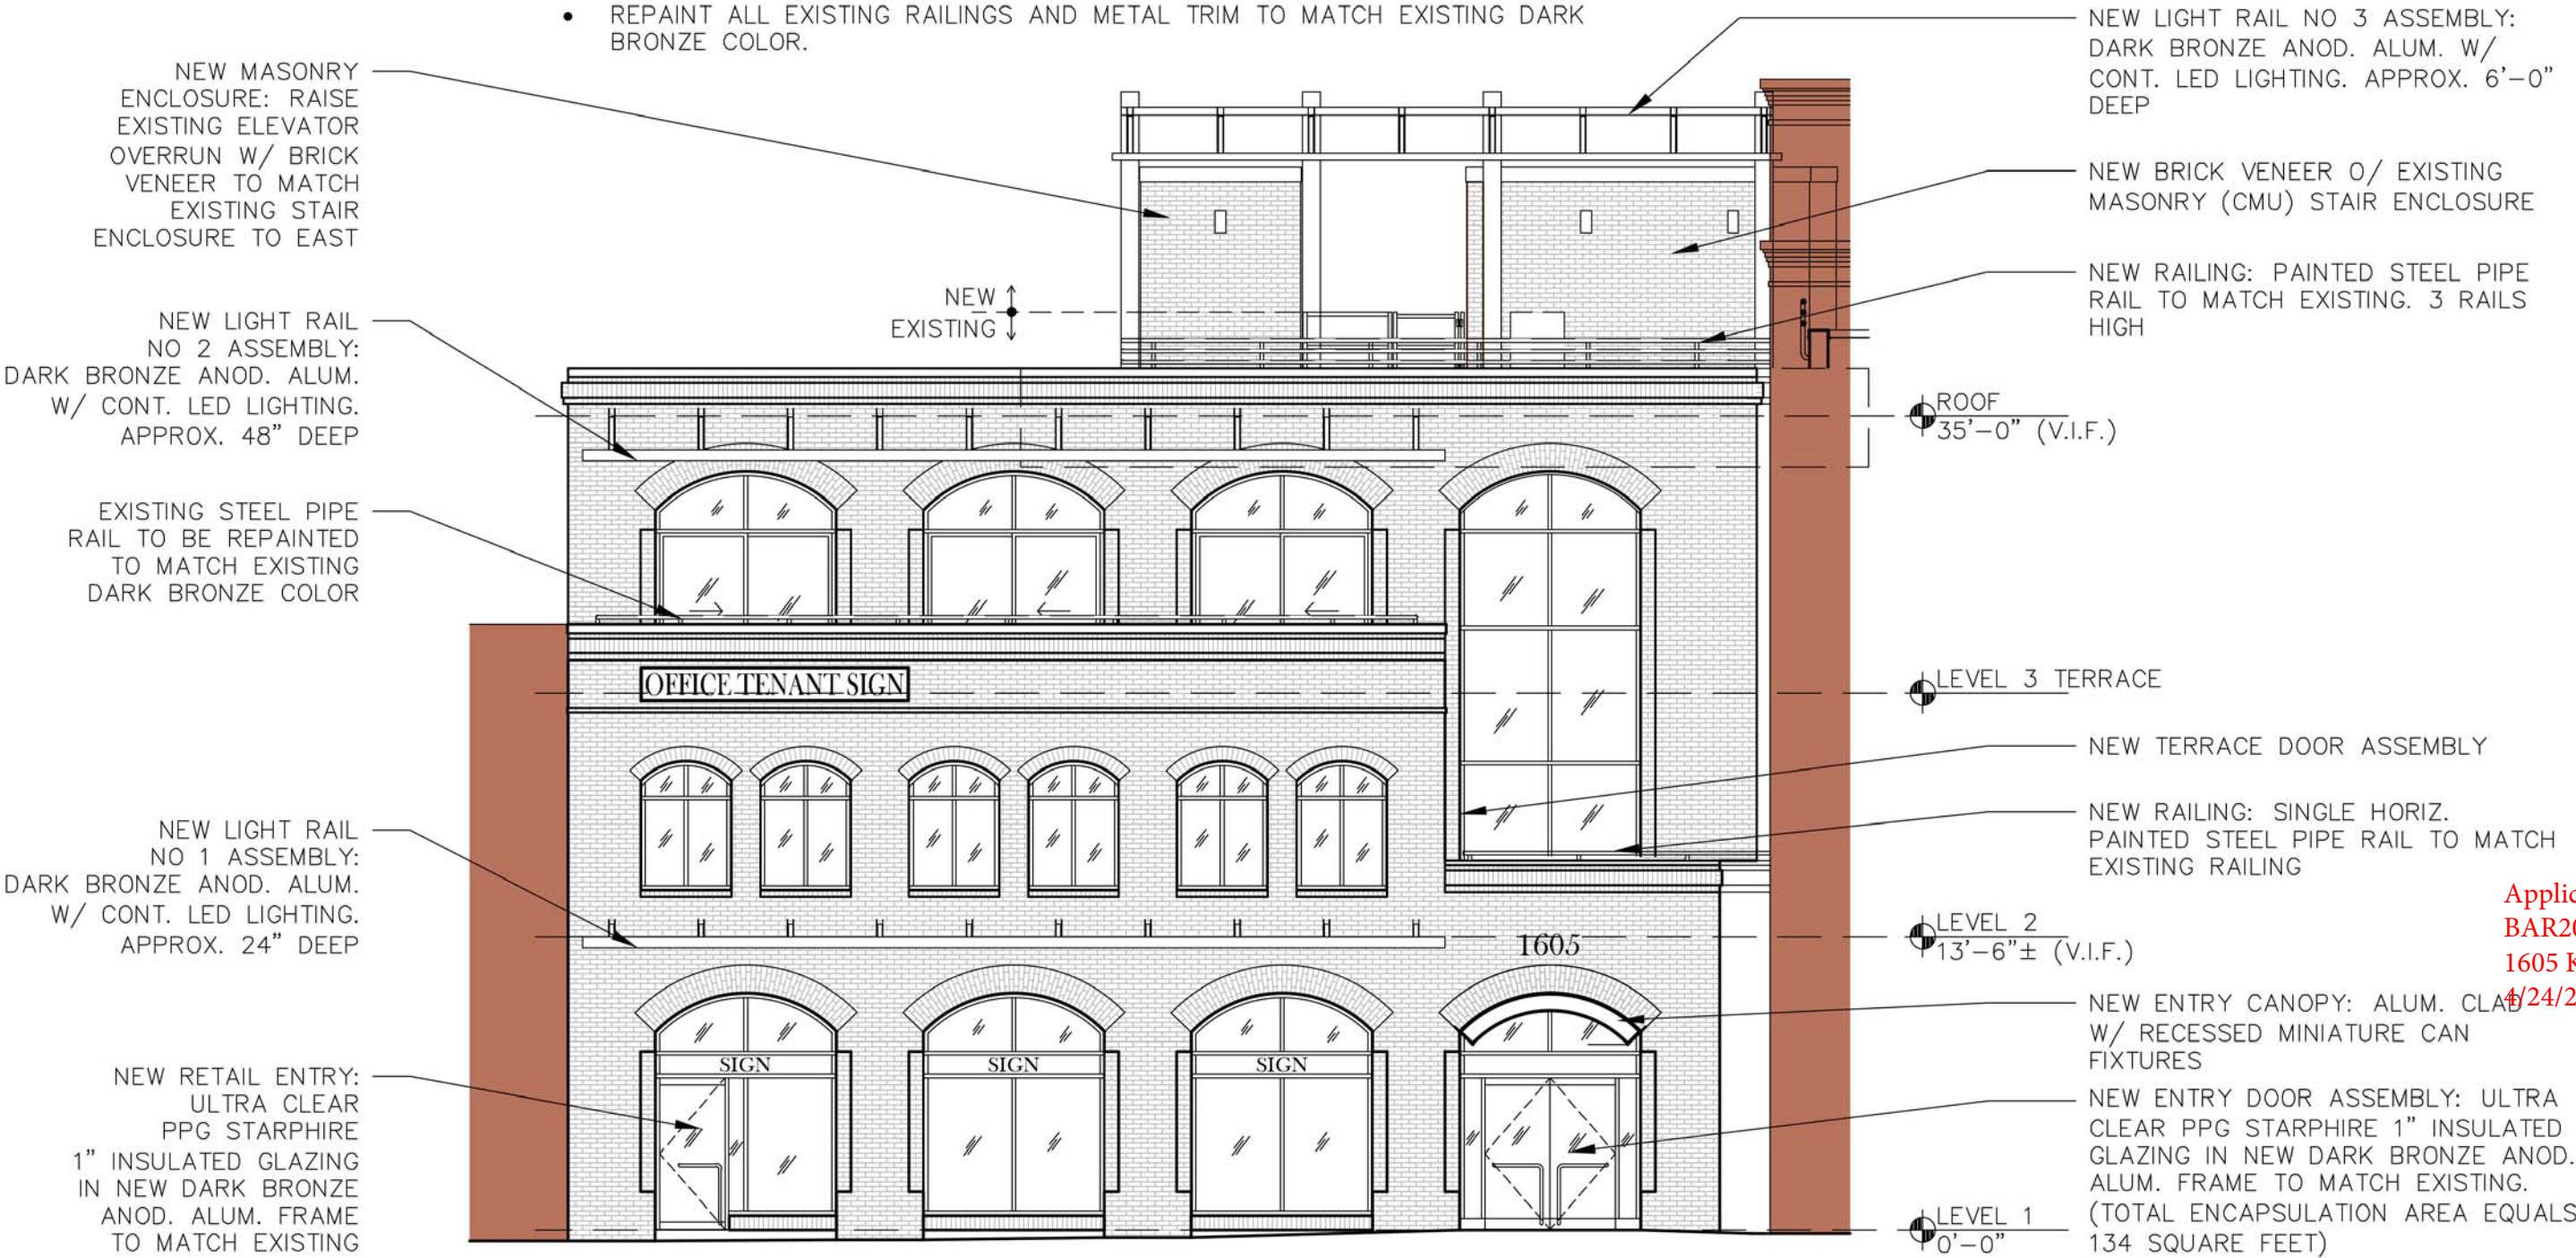 • REPAINT ALL EXISTING RAILINGS AND METAL TRIM TO MATCH EXISTING DARK
BRONZE COLOR.
NEW MASONRY
ENCLOSURE: RAISE
EXISTING ELEVATOR
OVERRUN W/ BRICK
VENEER TO MATCH
EXISTING STAIR
ENCLOSURE TO EAST
NEW LIGHT RAIL
NO 2 ASSEMBLY:
DARK BRONZE ANOD. ALUM.
W/ CONT. LED LIGHTING.
APPROX. 48" DEEP
EXISTING STEEL PIPE
RAIL TO BE REPAINTED
TO MATCH EXISTING
DARK BRONZE COLOR
NEW LIGHT RAIL
NO 1 ASSEMBLY:
DARK BRONZE ANOD. ALUM.
W/ CONT. LED LIGHTING.
APPROX. 24" DEEP
NEW RETAIL ENTRY:
ULTRA CLEAR
PPG STARPHIRE
1" INSULATED GLAZING
IN NEW DARK BRONZE
ANOD. ALUM. FRAME
TO MATCH EXISTING
NEW
EXISTING
OFFICE TENANT SIGN
1605
SIGN
SIGN
SIGN
NEW LIGHT RAIL NO 3 ASSEMBLY:
DARK BRONZE ANOD. ALUM. W/
CONT. LED LIGHTING. APPROX. 6'-0"
DEEP
NEW BRICK VENEER O/ EXISTING
MASONRY (CMU) STAIR ENCLOSURE
NEW RAILING: PAINTED STEEL PIPE
RAIL TO MATCH EXISTING. 3 RAILS
HIGH
ROOF
35'-0" (V.I.F.)
LEVEL 3 TERRACE
NEW TERRACE DOOR ASSEMBLY
NEW RAILING: SINGLE HORIZ.
PAINTED STEEL PIPE RAIL TO MATCH
EXISTING RAILING
Applic
BAR20
1605 K
4/24/2
LEVEL 2
13'-6"± (V.I.F.)
NEW ENTRY CANOPY: ALUM. CLAD
W/ RECESSED MINIATURE CAN
FIXTURES
NEW ENTRY DOOR ASSEMBLY: ULTRA
CLEAR PPG STARPHIRE 1" INSULATED
GLAZING IN NEW DARK BRONZE ANOD.
ALUM. FRAME TO MATCH EXISTING.
(TOTAL ENCAPSULATION AREA EQUALS
134 SQUARE FEET)
LEVEL 1
0'-0"